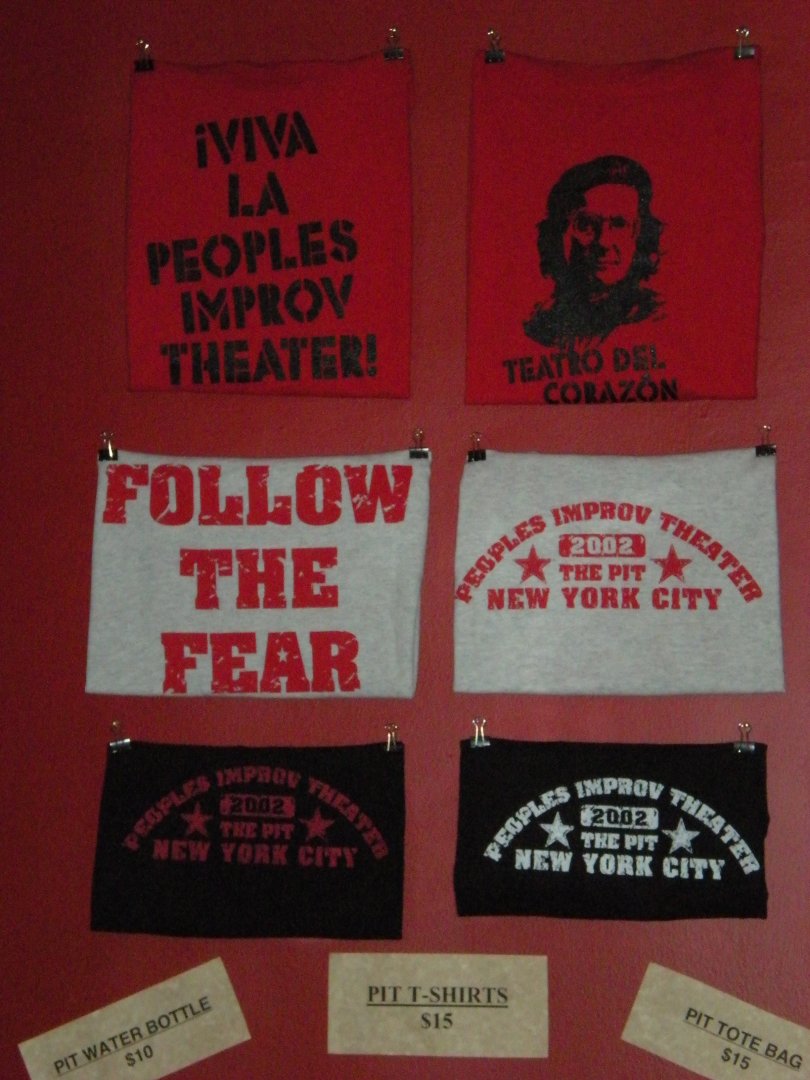 ¡VIVA
LA
PEOPLES
IMPROV
THEATER!
TEATRO DEL
CORAZÓN
FOLLOW
THE
FEAR
PEOPLES IMPROV THEATER
2002
THE PIT
NEW YORK CITY
PEOPLES IMPROV THEATER
2002
THE PIT
NEW YORK CITY
PEOPLES IMPROV THEATER
2002
THE PIT
NEW YORK CITY
PIT WATER BOTTLE
$10
PIT T-SHIRTS
$15
PIT TOTE BAG
$15